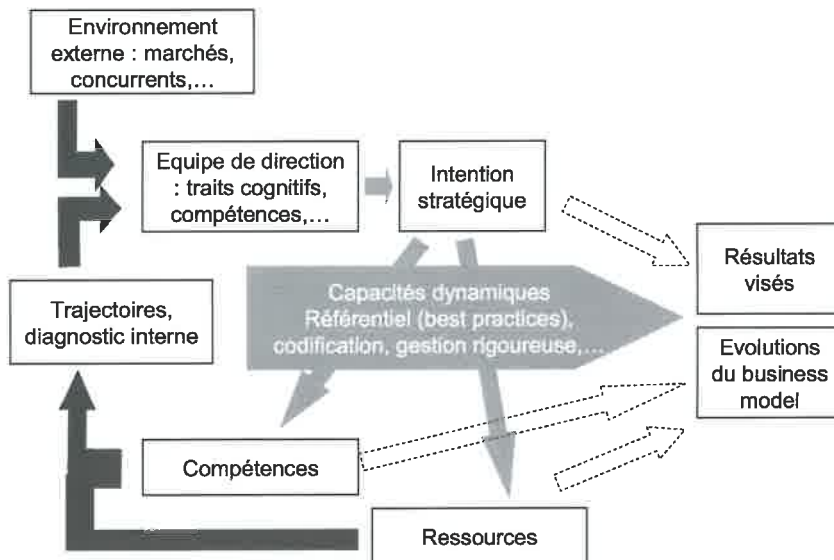 Environnement
externe : marchés,
concurrents,...
Equipe de direction
: traits cognitifs,
compétences,...
Intention
stratégique
Résultats
visés
Trajectoires,
diagnostic interne
Capacités dynamiques
Référentiel (best practices),
codification, gestion rigoureuse,...
Evolutions
du business
model
Compétences
Ressources